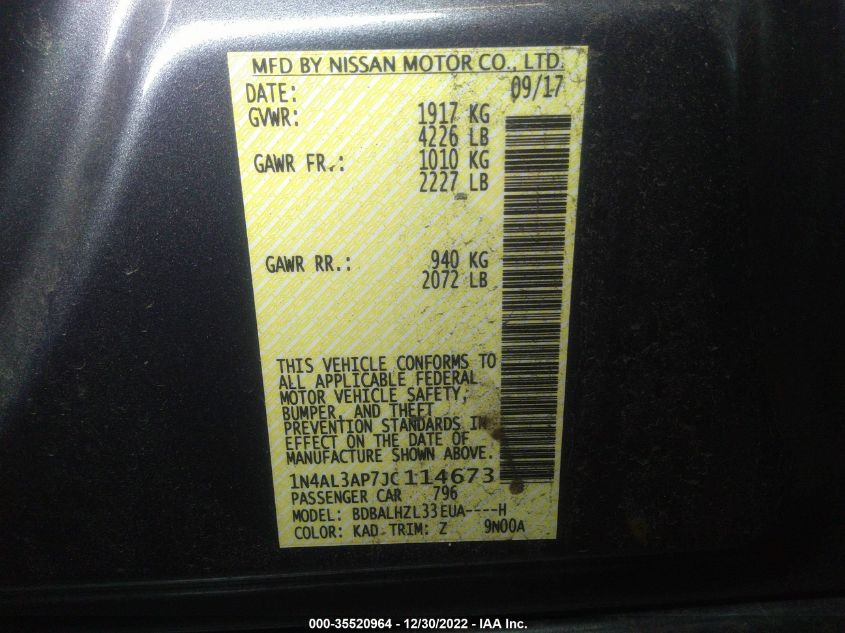 MFD BY NISSAN MOTOR CO., LTD.
DATE: 09/17
GVWR: 1917 KG
4226 LB
GAWR FR.: 1010 KG
2227 LB
GAWR RR.: 940 KG
2072 LB
THIS VEHICLE CONFORMS TO
ALL APPLICABLE FEDERAL
MOTOR VEHICLE SAFETY,
BUMPER, AND THEFT
PREVENTION STANDARDS IN
EFFECT ON THE DATE OF
MANUFACTURE SHOWN ABOVE.
1N4AL3AP7JC114673
PASSENGER CAR 796
MODEL: BDBALHZL33EUA----H
COLOR: KAD TRIM: Z 9N00A
000-35520964 - 12/30/2022 - IAA Inc.